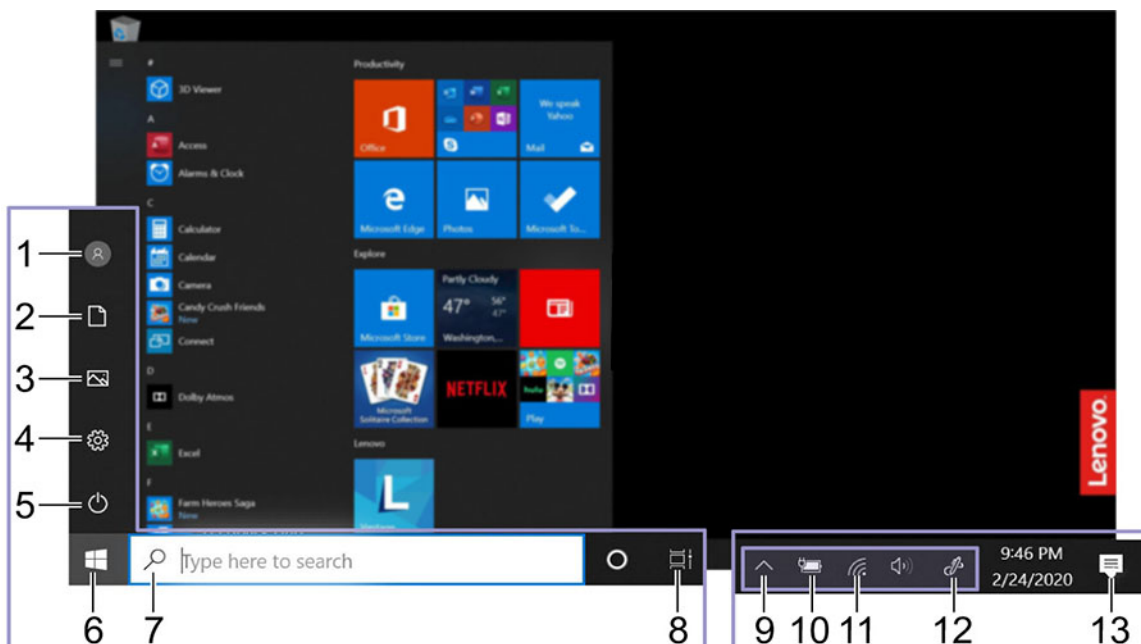 #
3D Viewer
A
Access
Alarms & Clock
C
Calculator
Calendar
Camera
Candy Crush Friends
New
Connect
D
Dolby Atmos
E
Excel
F
Farm Heroes Saga
New
Productivity
Office
We speak
Yahoo
Mail
Microsoft Edge
Photos
Microsoft To...
Explore
Microsoft Store
Partly Cloudy
47° 56°
47°
Washington,...
Microsoft
Solitaire Collection
NETFLIX
hulu
Play
Lenovo
L
Vantage
Lenovo.
1
2
3
4
5
Type here to search
9:46 PM
2/24/2020
6 7 8 9 10 11 12 13